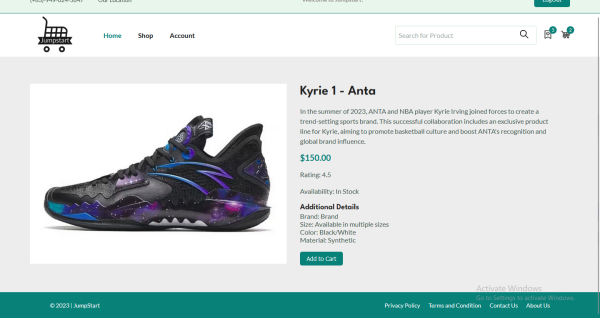 Our Location
Welcome to Jumpstart.
Logout
Jumpstart
Home
Shop
Account
Search for Product
Kyrie 1 - Anta
In the summer of 2023, ANTA and NBA player Kyrie Irving joined forces to create a
trend-setting sports brand. This successful collaboration includes an exclusive product
line for Kyrie, aiming to promote basketball culture and boost ANTA's recognition and
global brand influence.
$150.00
Rating: 4.5
Availability: In Stock
Additional Details
Brand: Brand
Size: Available in multiple sizes
Color: Black/White
Material: Synthetic
Add to Cart
Activate Windows
Go to Settings to activate Windows.
© 2023 | JumpStart
Privacy Policy
Terms and Condition
Contact Us
About Us